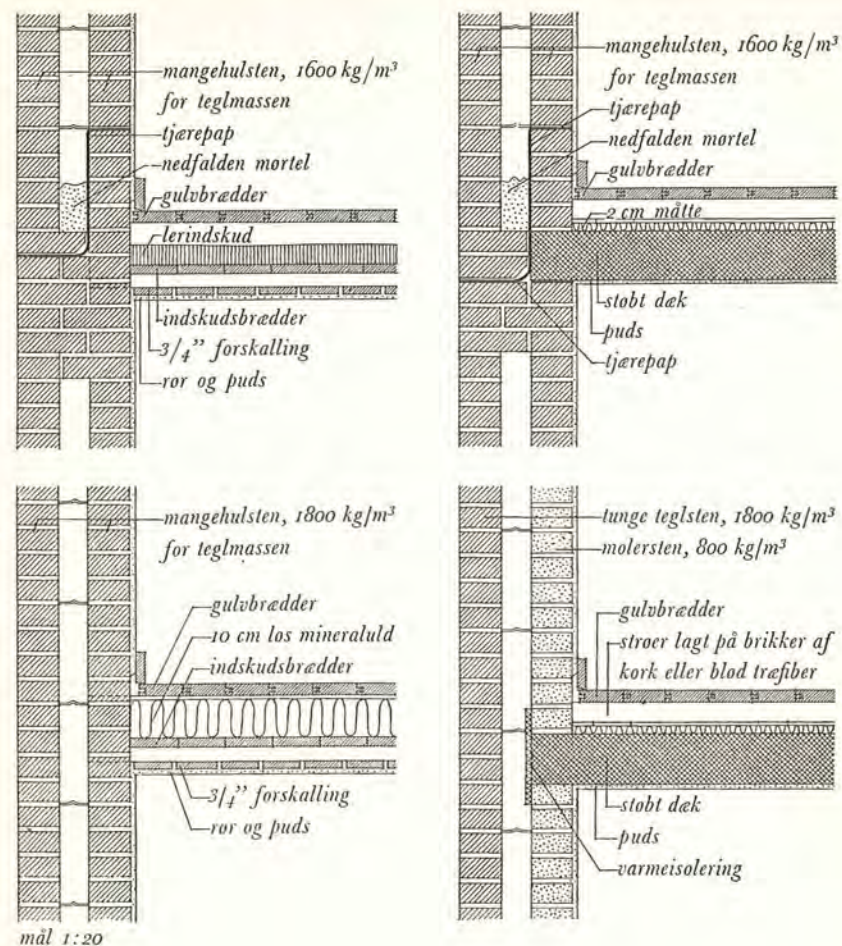 mangehulsten, 1600 kg/m³
for teglmassen
tjærepap
nedfalden mørtel
gulvbrædder
lerindskud
indskudsbrædder
3/4” forskalling
rør og puds
mangehulsten, 1600 kg/m³
for teglmassen
tjærepap
nedfalden mørtel
gulvbrædder
2 cm måtte
støbt dæk
puds
tjærepap
mangehulsten, 1800 kg/m³
for teglmassen
gulvbrædder
10 cm løs mineraluld
indskudsbrædder
3/4” forskalling
rør og puds
tunge teglsten, 1800 kg/m³
molersten, 800 kg/m³
gulvbrædder
strøer lagt på brikker af
kork eller blød træfiber
støbt dæk
puds
varmeisolering
mål 1:20